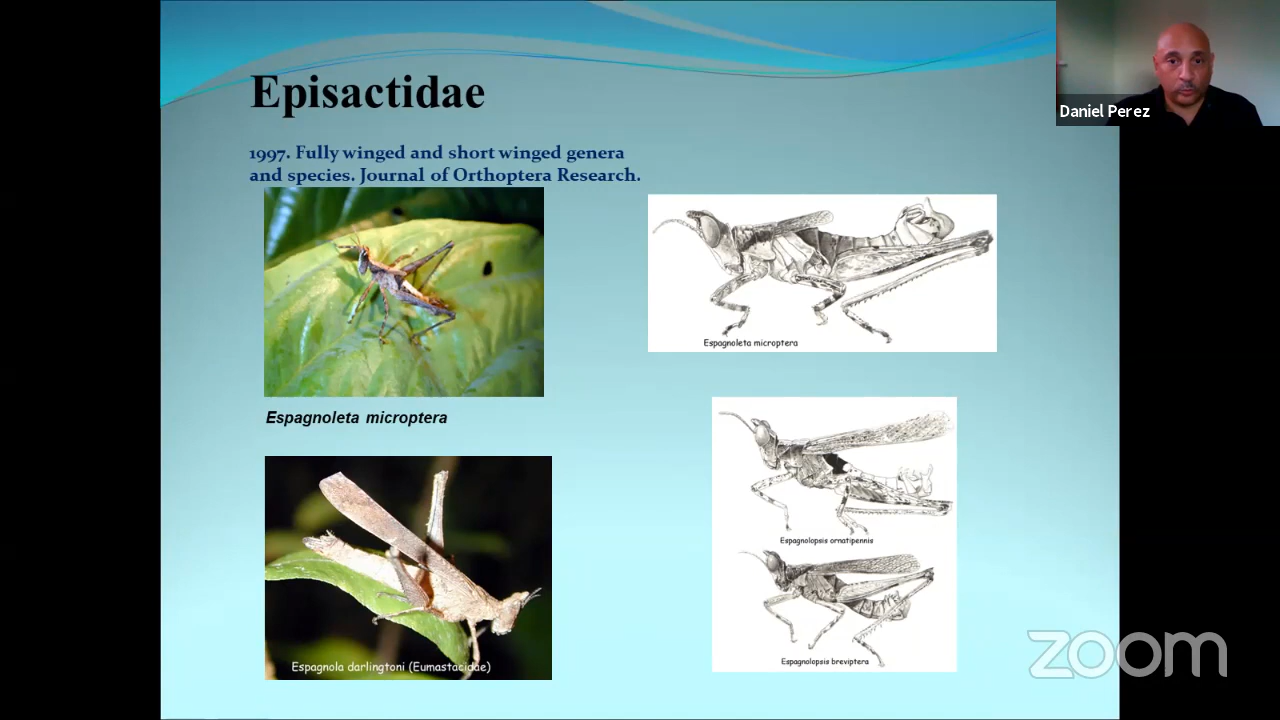 Episactidae
Daniel Perez
1997. Fully winged and short winged genera
and species. Journal of Orthoptera Research.
Espagnoleta microptera
Espagnoleta microptera
Espagnola darlingtoni (Eumastacidae)
Espagnolopsis ornatipennis
Espagnolopsis breviptera
zoom